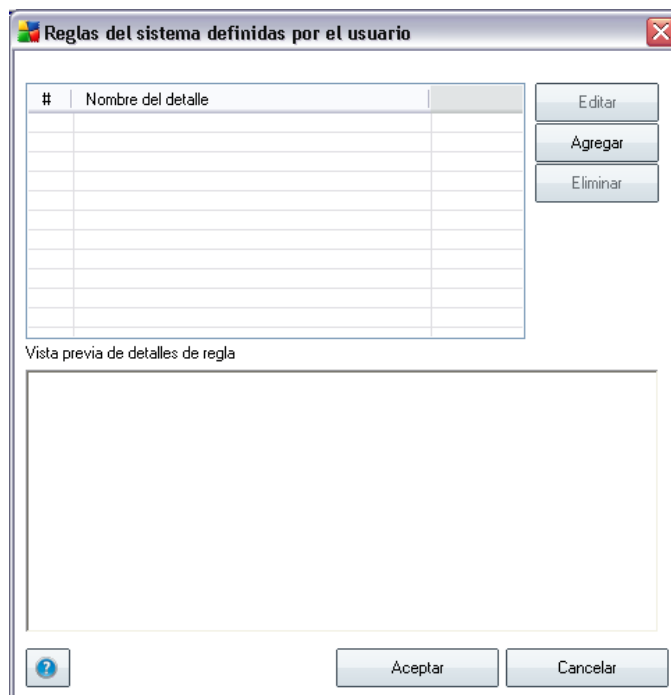 Reglas del sistema definidas por el usuario
# Nombre del detalle
Editar
Agregar
Eliminar
Vista previa de detalles de regla
?
Aceptar Cancelar